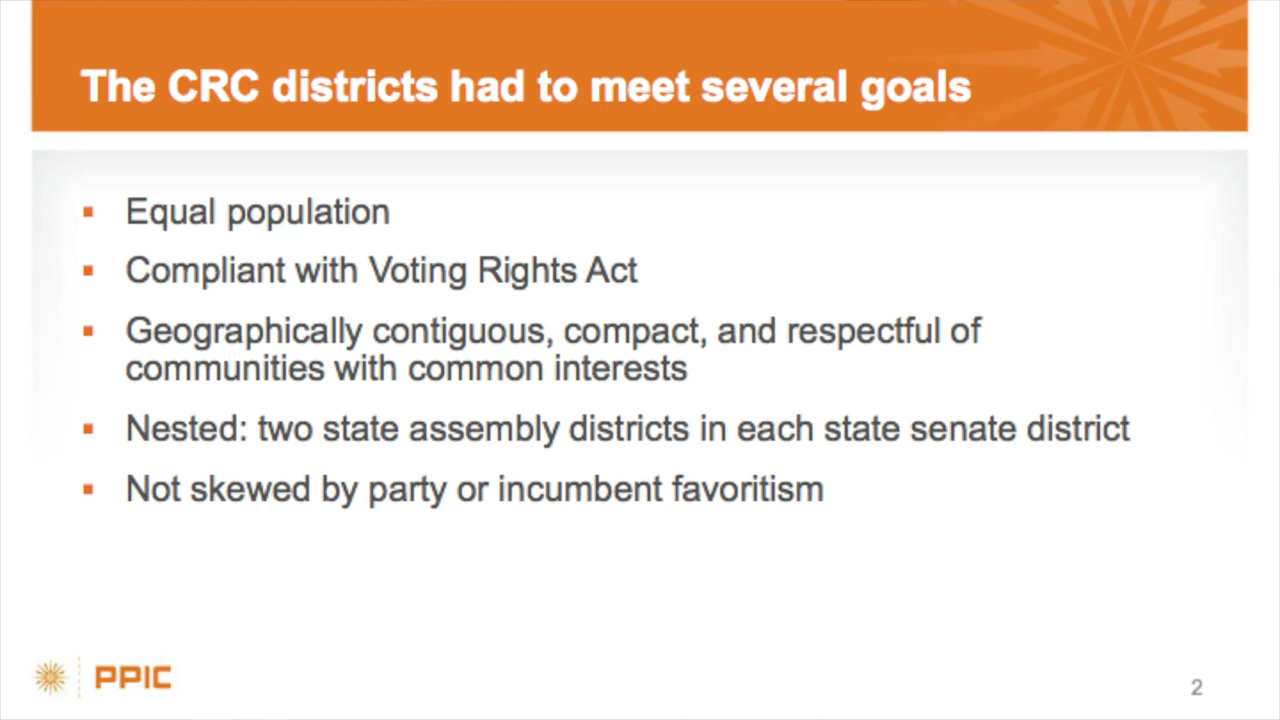 The CRC districts had to meet several goals
▪ Equal population
▪ Compliant with Voting Rights Act
▪ Geographically contiguous, compact, and respectful of
communities with common interests
▪ Nested: two state assembly districts in each state senate district
▪ Not skewed by party or incumbent favoritism
PPIC
2